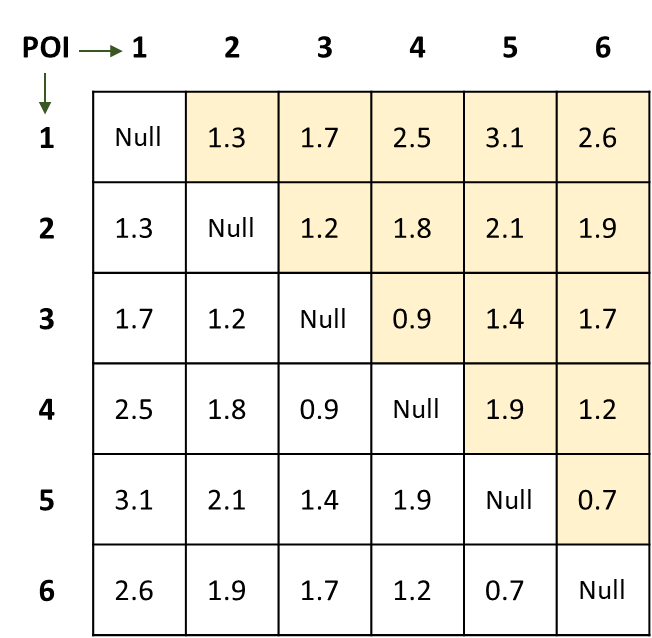 POI 1 2 3 4 5 6
1 Null 1.3 1.7 2.5 3.1 2.6
2 1.3 Null 1.2 1.8 2.1 1.9
3 1.7 1.2 Null 0.9 1.4 1.7
4 2.5 1.8 0.9 Null 1.9 1.2
5 3.1 2.1 1.4 1.9 Null 0.7
6 2.6 1.9 1.7 1.2 0.7 Null